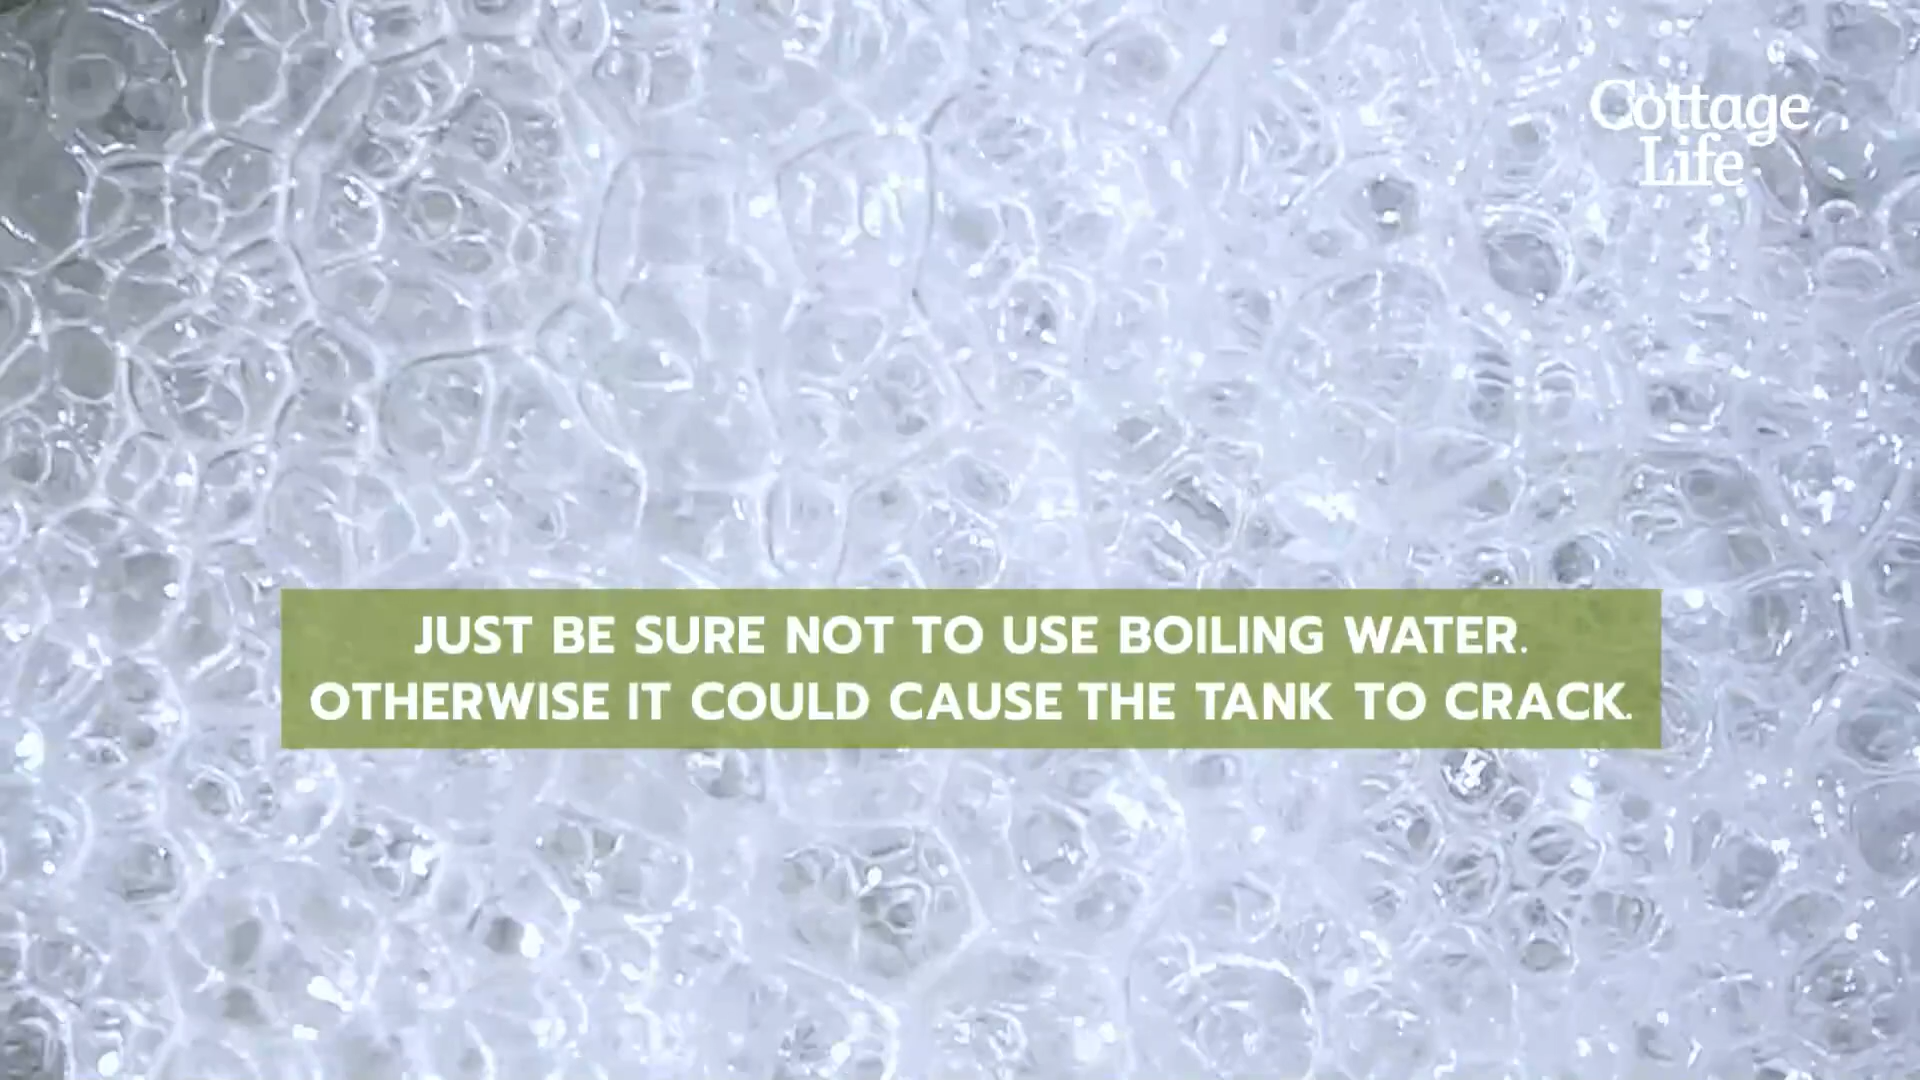 Cottage
Life
JUST BE SURE NOT TO USE BOILING WATER.
OTHERWISE IT COULD CAUSE THE TANK TO CRACK.